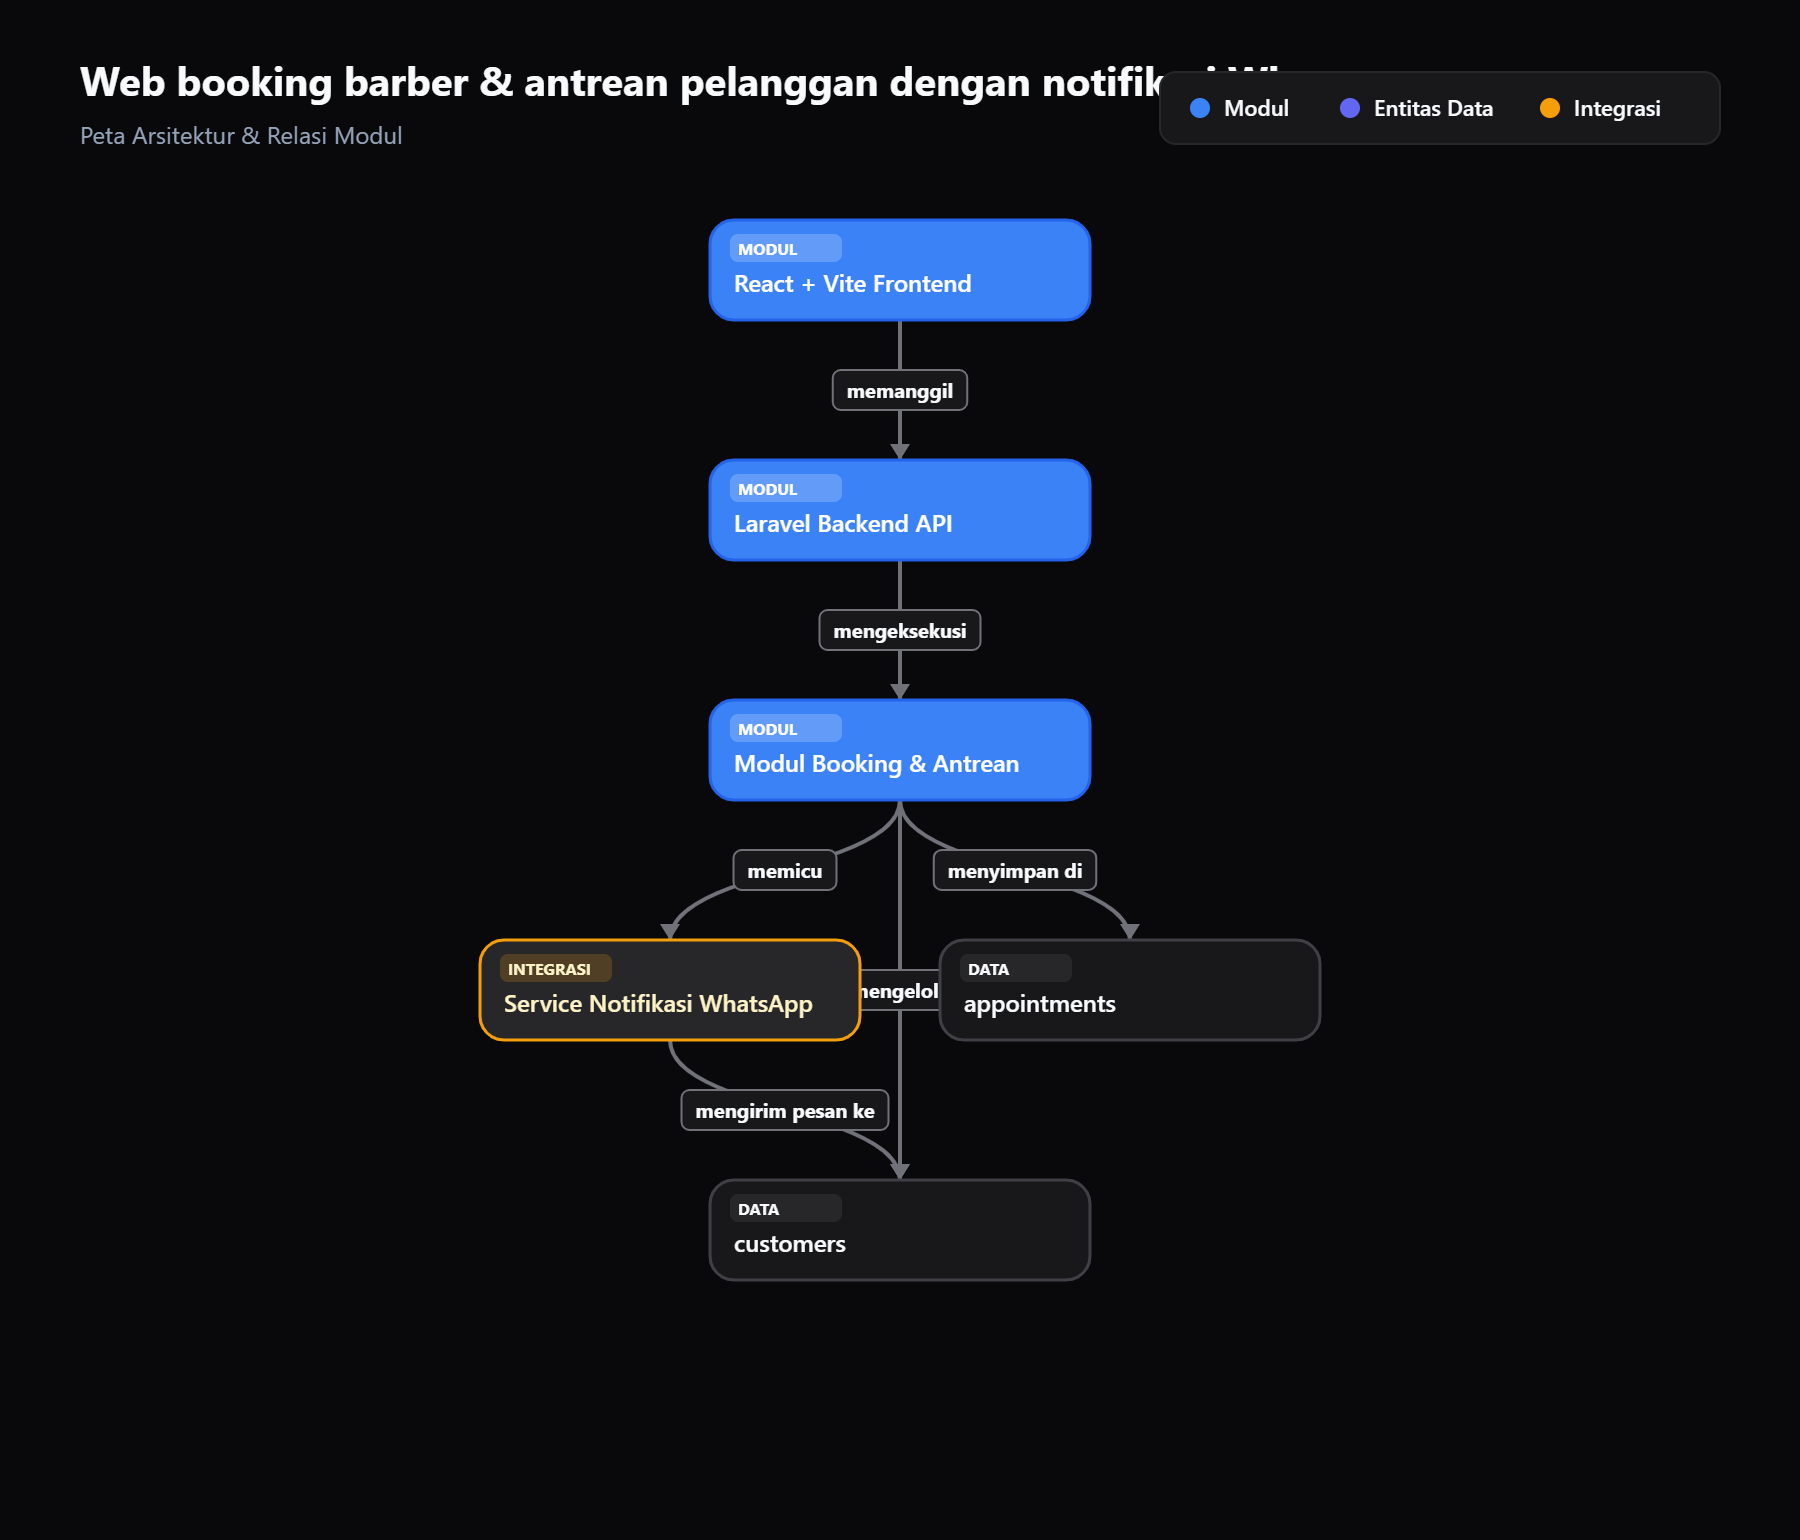 Web booking barber & antrean pelanggan dengan
Peta Arsitektur & Relasi Modul
Modul
Entitas Data
Integrasi
MODUL
React + Vite Frontend
memanggil
MODUL
Laravel Backend API
mengeksekusi
MODUL
Modul Booking & Antrean
memicu
menyimpan di
INTEGRASI
Service Notifikasi WhatsApp
DATA
appointments
mengirim pesan ke
DATA
customers